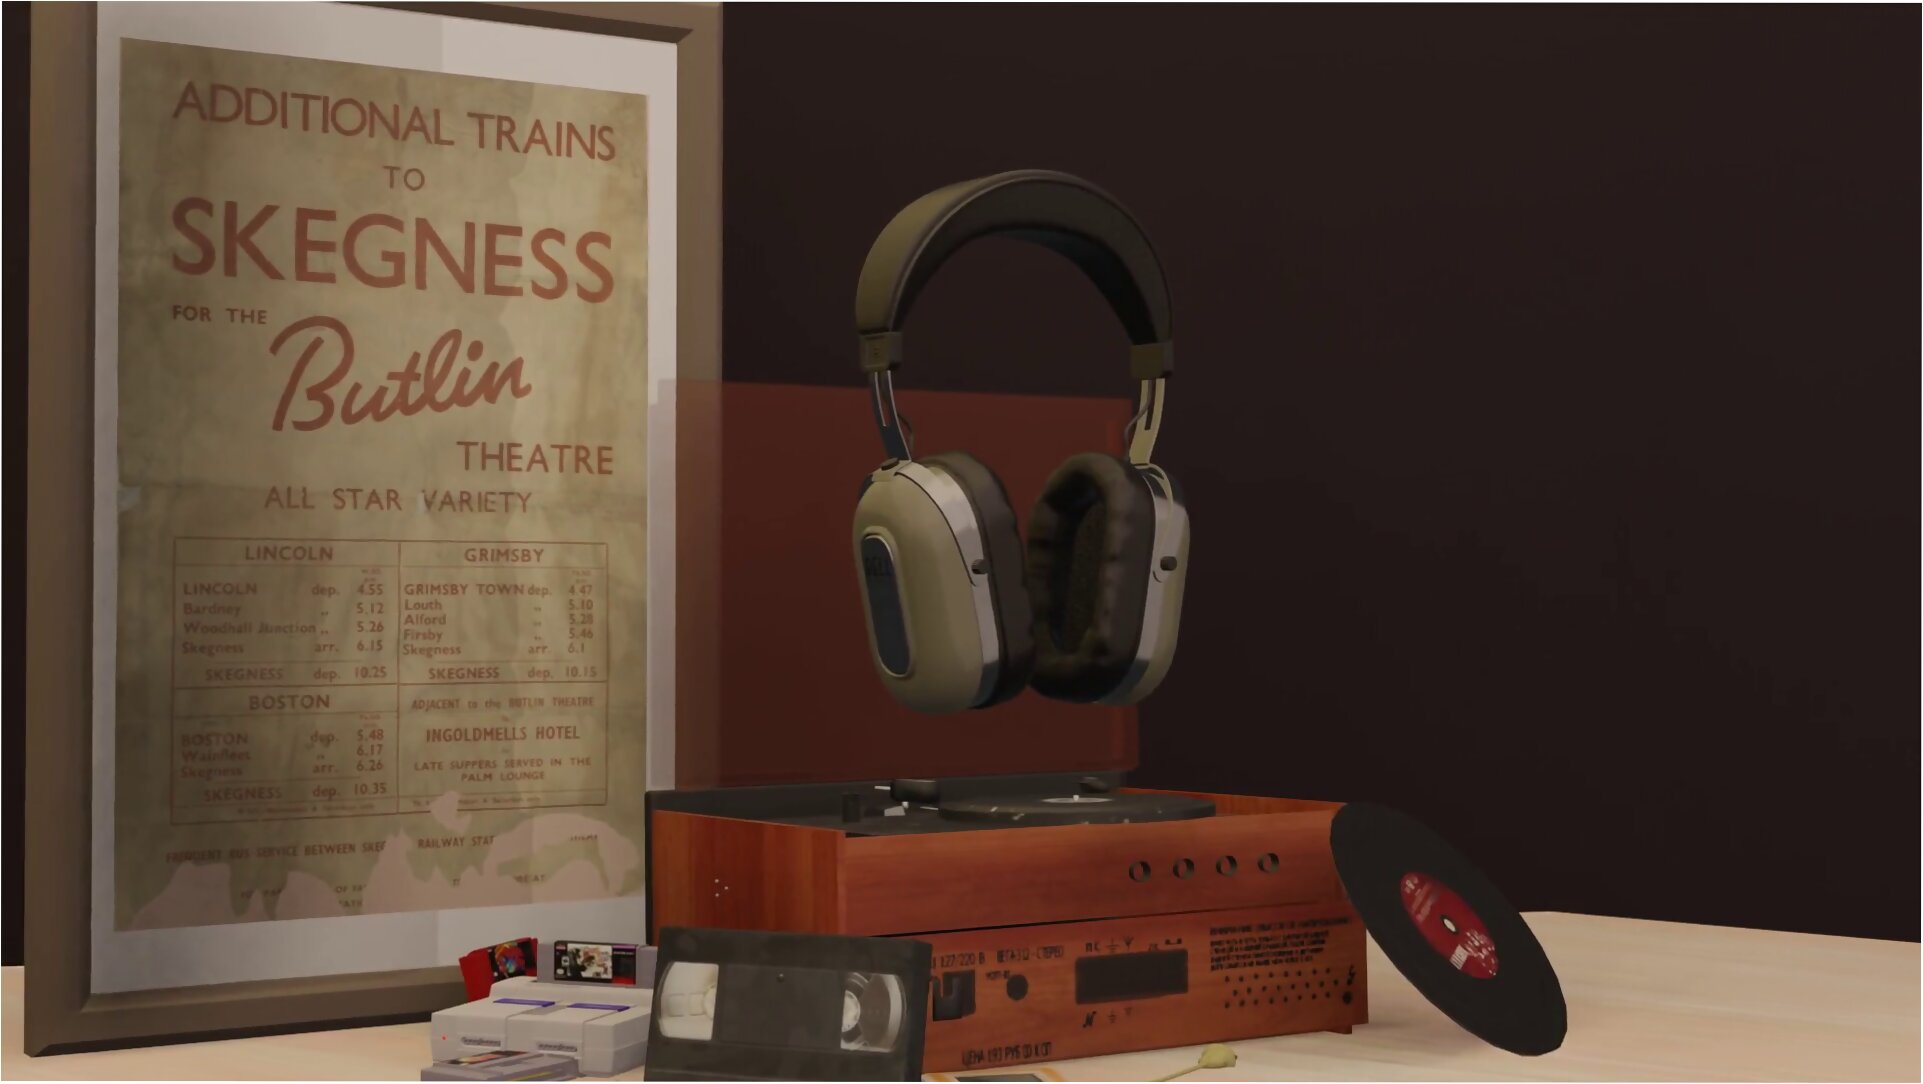 ADDITIONAL TRAINS
TO
SKEGNESS
FOR THE
Butlin
THEATRE
ALL STAR VARIETY
LINCOLN
LINCOLN dep. 4.55
Bardney ,, 5.12
Woodhall Junction ,, 5.26
Skegness arr. 6.15
SKEGNESS dep. 10.25
GRIMSBY
GRIMSBY TOWN dep. 4.47
Louth ,, 5.10
Alford ,, 5.28
Firsby ,, 5.46
Skegness arr. 6.1
SKEGNESS dep. 10.15
BOSTON
BOSTON dep. 5.48
Wainfleet ,, 6.17
Skegness arr. 6.26
SKEGNESS dep. 10.35
ADJACENT to the BUTLIN THEATRE
INGOLDMELLS HOTEL
LATE SUPPERS SERVED IN THE
PALM LOUNGE
FREQUENT BUS SERVICE BETWEEN SKEG
RAILWAY STAT
127/220 В